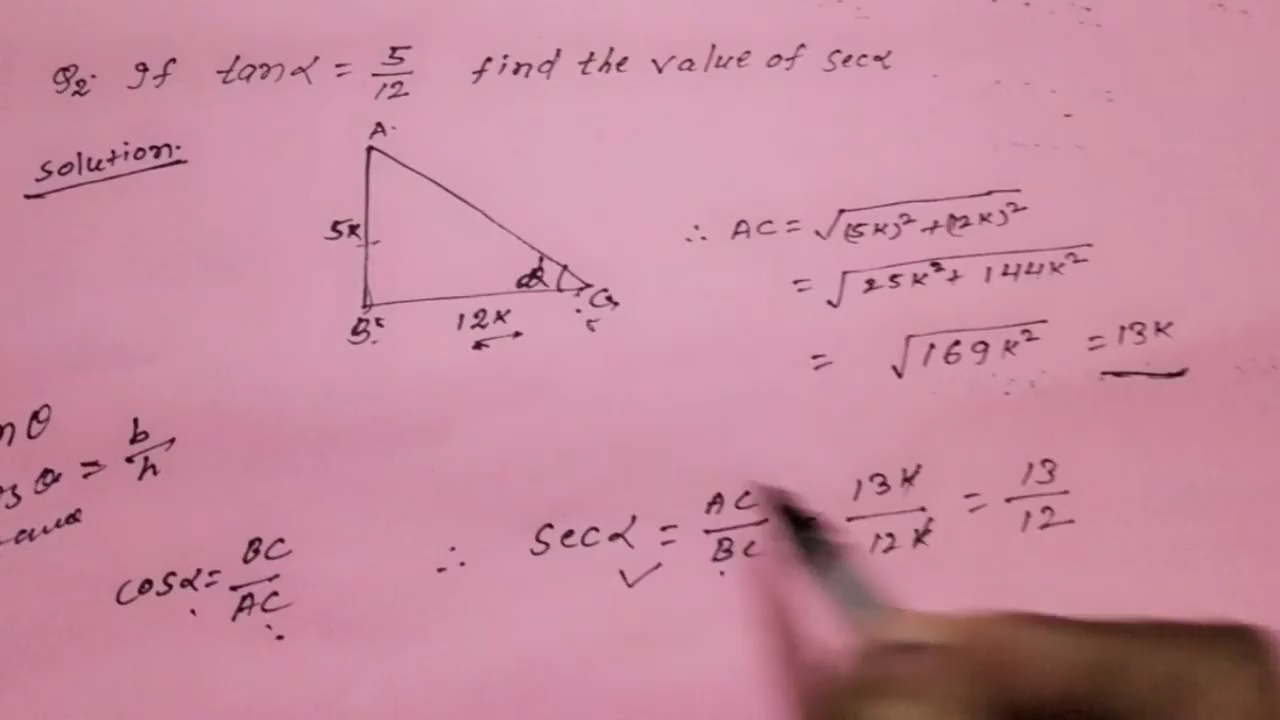 Q2. If tanα = 5/12 find the value of secα
Solution.
A.
5k
α
B
12k
C
∴ AC = √(5k)² + (12k)²
= √25k² + 144k²
= √169k² = 13k
θ
θ = b/h
cosα = BC/AC
∴ secα = AC/BC = 13k/12k = 13/12